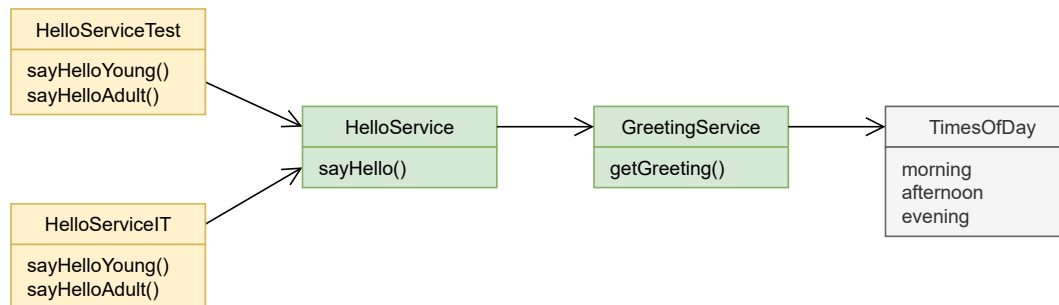 HelloServiceTest
sayHelloYoung()
sayHelloAdult()
HelloService
sayHello()
GreetingService
getGreeting()
TimesOfDay
morning
afternoon
evening
HelloServiceIT
sayHelloYoung()
sayHelloAdult()